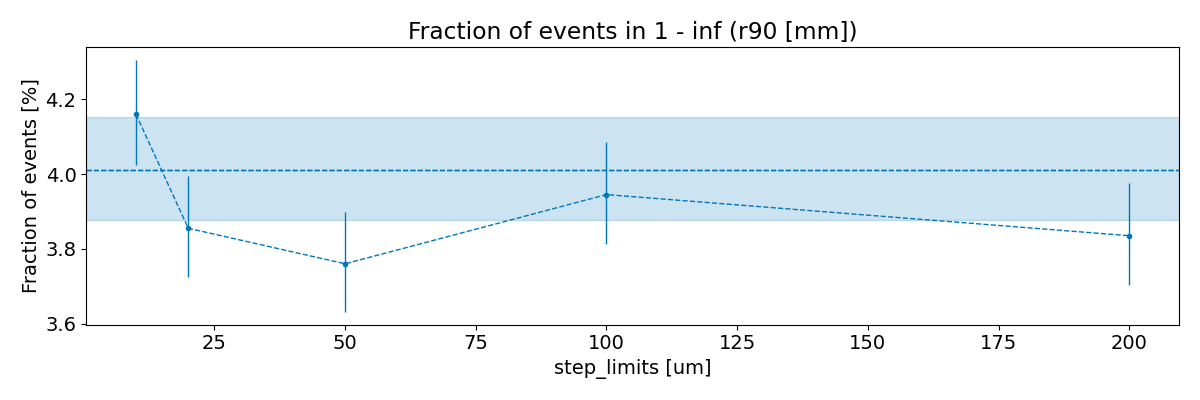 Fraction of events in 1 - inf (r90 [mm])
Fraction of events [%]
4.2
4.0
3.8
3.6
25 50 75 100 125 150 175 200
step_limits [um]